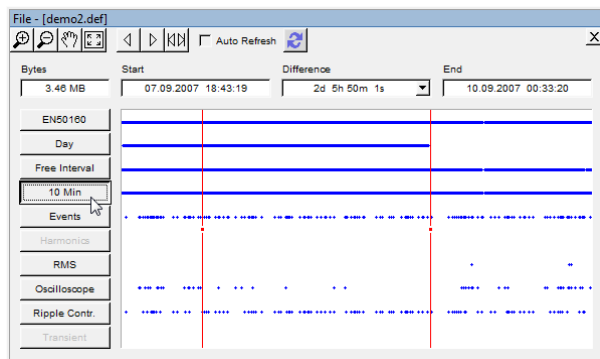 File - [demo2.def]
Auto Refresh
Bytes Start Difference End
3.46 MB 07.09.2007 18:43:19 2d 5h 50m 1s 10.09.2007 00:33:20
EN50160
Day
Free Interval
10 Min
Events
Harmonics
RMS
Oscilloscope
Ripple Contr.
Transient